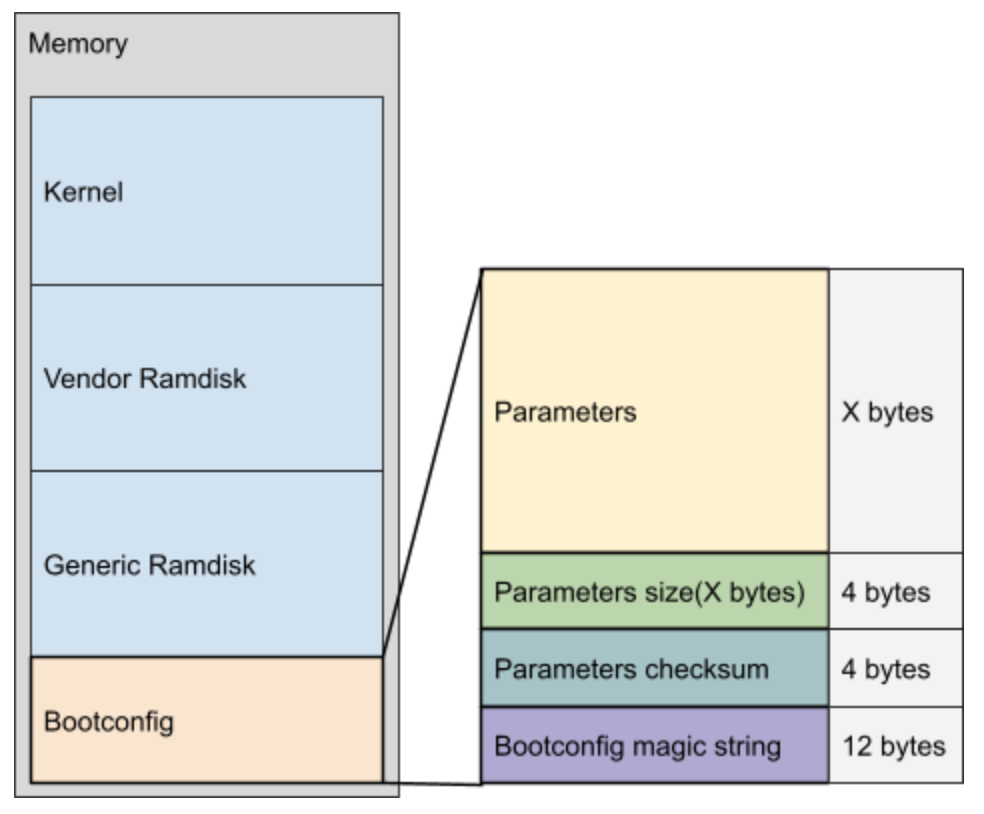 Memory
Kernel
Vendor Ramdisk
Generic Ramdisk
Bootconfig
Parameters
X bytes
Parameters size(X bytes)
4 bytes
Parameters checksum
4 bytes
Bootconfig magic string
12 bytes